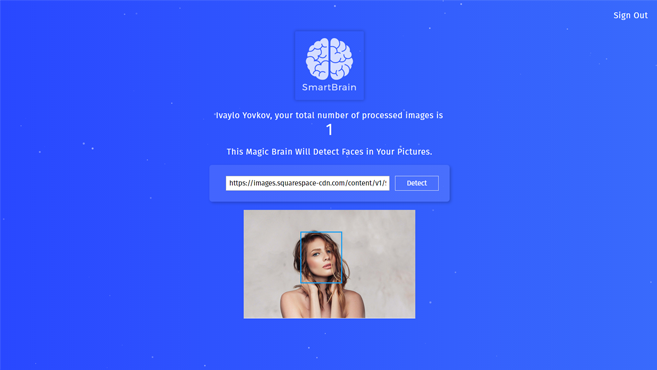 Sign Out
SmartBrain
Ivaylo Yovkov, your total number of processed images is
1
This Magic Brain Will Detect Faces in Your Pictures.
https://images.squarespace-cdn.com/content/v1/
Detect